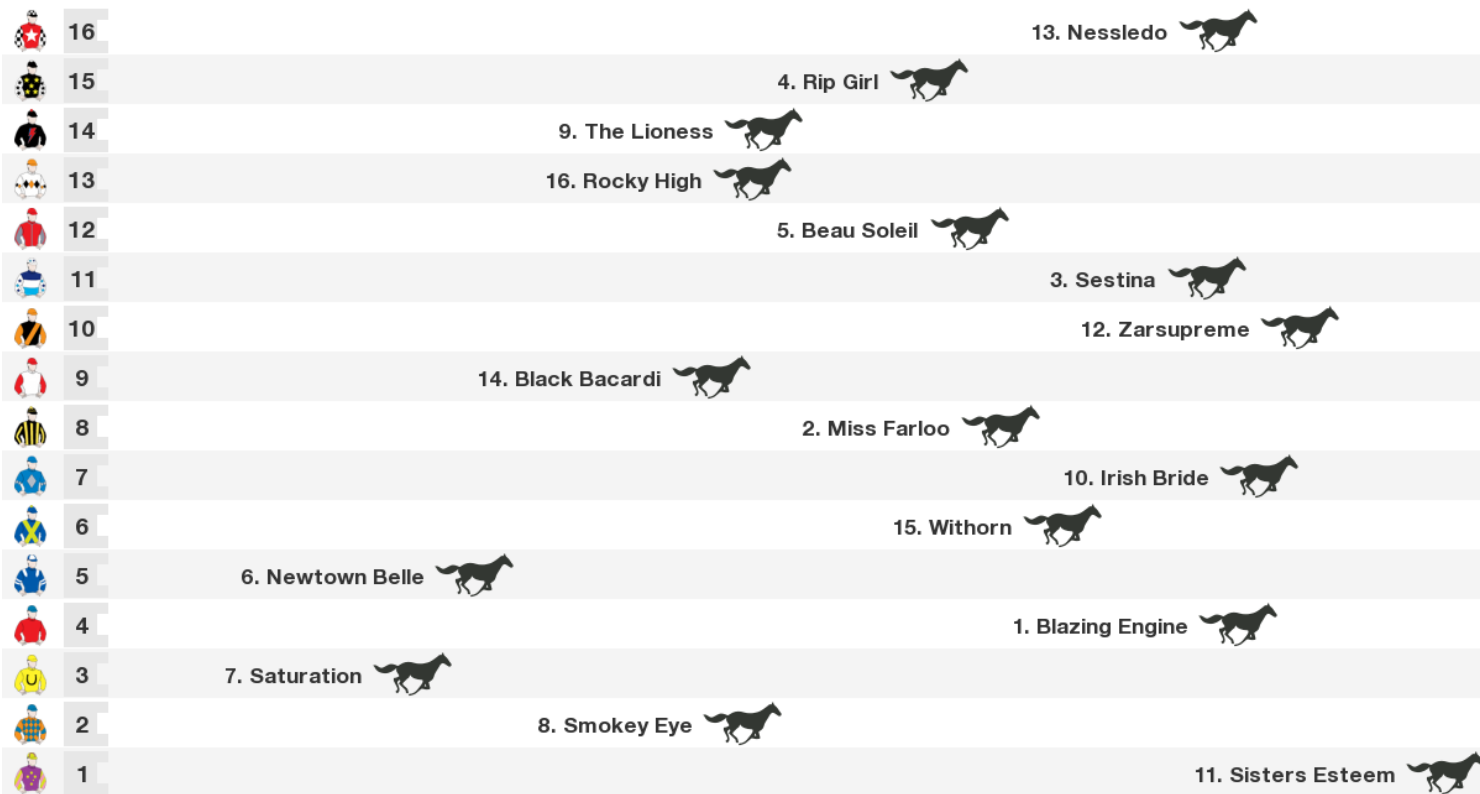 16 13. Nessledo
15 4. Rip Girl
14 9. The Lioness
13 16. Rocky High
12 5. Beau Soleil
11 3. Sestina
10 12. Zarsupreme
9 14. Black Bacardi
8 2. Miss Farloo
7 10. Irish Bride
6 15. Withorn
5 6. Newtown Belle
4 1. Blazing Engine
U 3 7. Saturation
2 8. Smokey Eye
1 11. Sisters Esteem